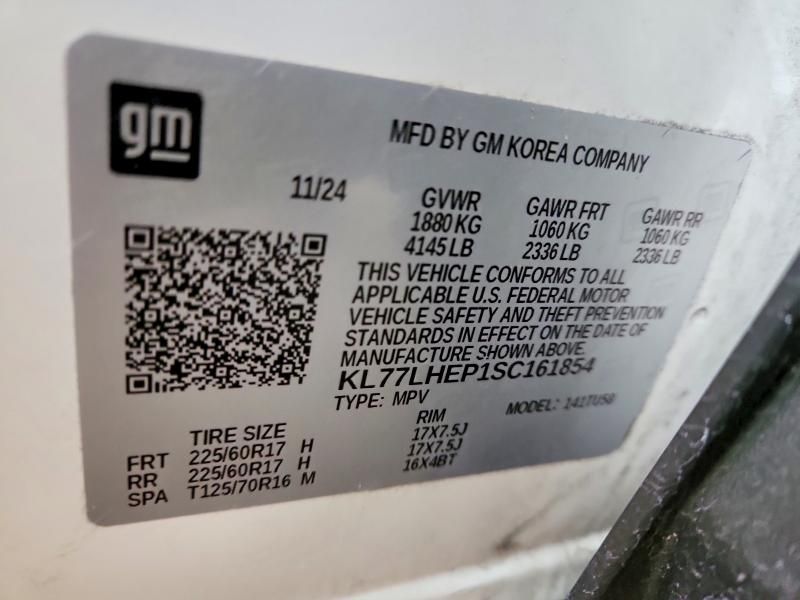 gm
MFD BY GM KOREA COMPANY
11/24
GVWR GAWR FRT GAWR RR
1880 KG 1060 KG 1060 KG
4145 LB 2336 LB 2336 LB
THIS VEHICLE CONFORMS TO ALL
APPLICABLE U.S. FEDERAL MOTOR
VEHICLE SAFETY AND THEFT PREVENTION
STANDARDS IN EFFECT ON THE DATE OF
MANUFACTURE SHOWN ABOVE.
KL77LHEP1SC161854
TYPE: MPV MODEL: 141TU58
TIRE SIZE RIM
FRT 225/60R17 H 17X7.5J
RR 225/60R17 H 17X7.5J
SPA T125/70R16 M 16X4BT